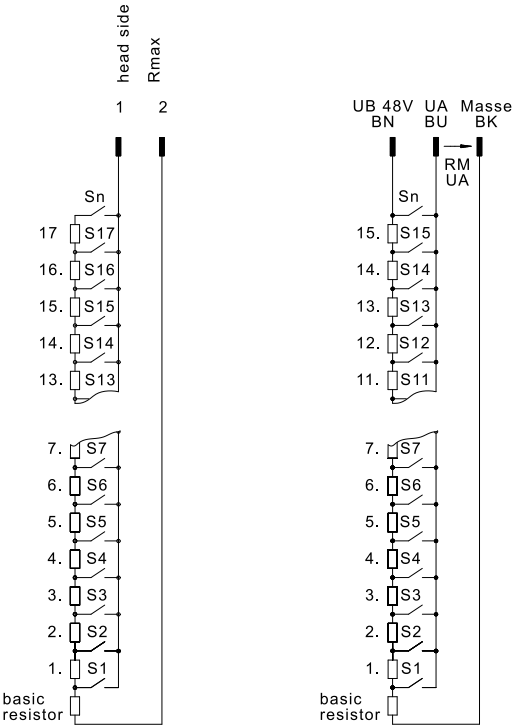 head side
Rmax
1 2
Sn
17 S17
16. S16
15. S15
14. S14
13. S13
7. S7
6. S6
5. S5
4. S4
3. S3
2. S2
1. S1
basic
resistor
UB 48V UA Masse
BN BU BK
RM
UA
Sn
15. S15
14. S14
13. S13
12. S12
11. S11
7. S7
6. S6
5. S5
4. S4
3. S3
2. S2
1. S1
basic
resistor